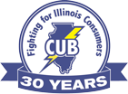 Fighting for Illinois Consumers
CUB
30 YEARS